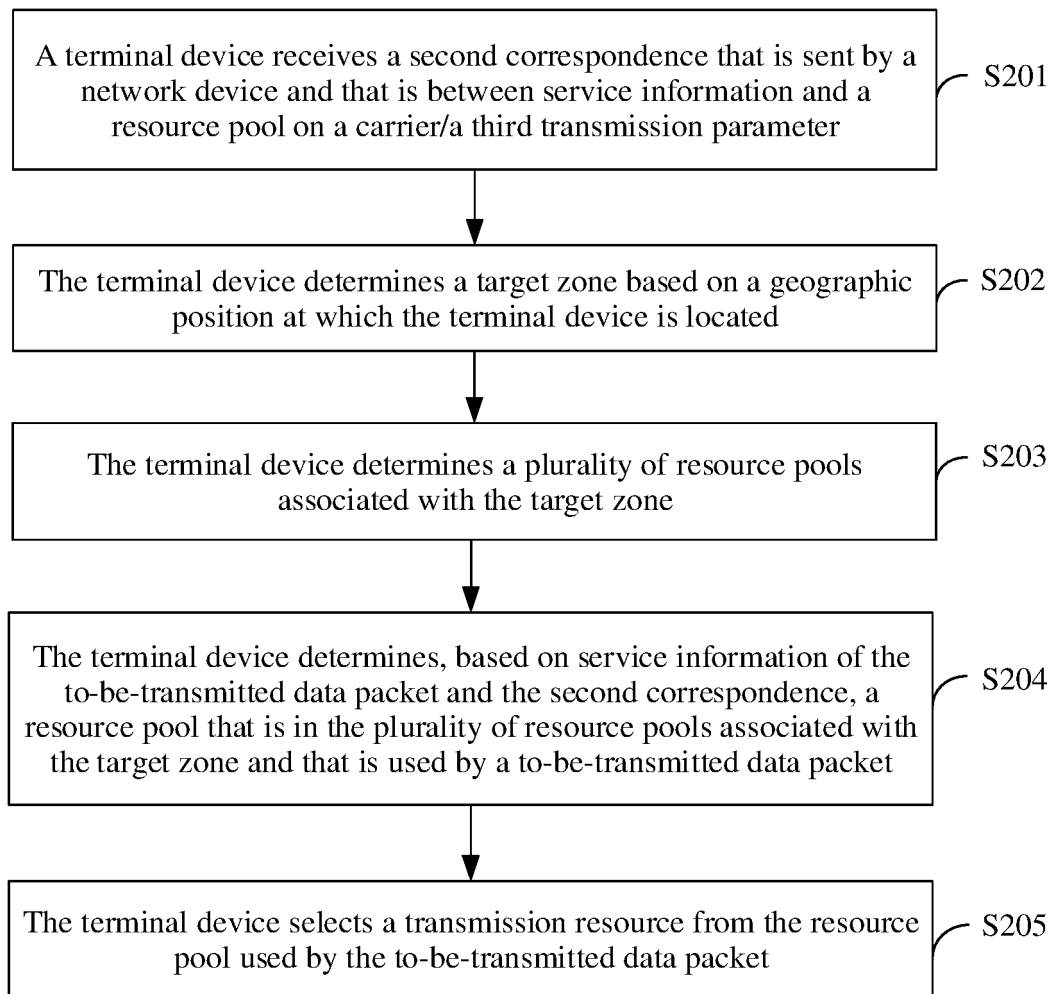 A terminal device receives a second correspondence that is sent by a
network device and that is between service information and a
resource pool on a carrier/a third transmission parameter
S201
The terminal device determines a target zone based on a geographic
position at which the terminal device is located
S202
The terminal device determines a plurality of resource pools
associated with the target zone
S203
The terminal device determines, based on service information of the
to-be-transmitted data packet and the second correspondence, a
resource pool that is in the plurality of resource pools associated with
the target zone and that is used by a to-be-transmitted data packet
S204
The terminal device selects a transmission resource from the resource
pool used by the to-be-transmitted data packet
S205